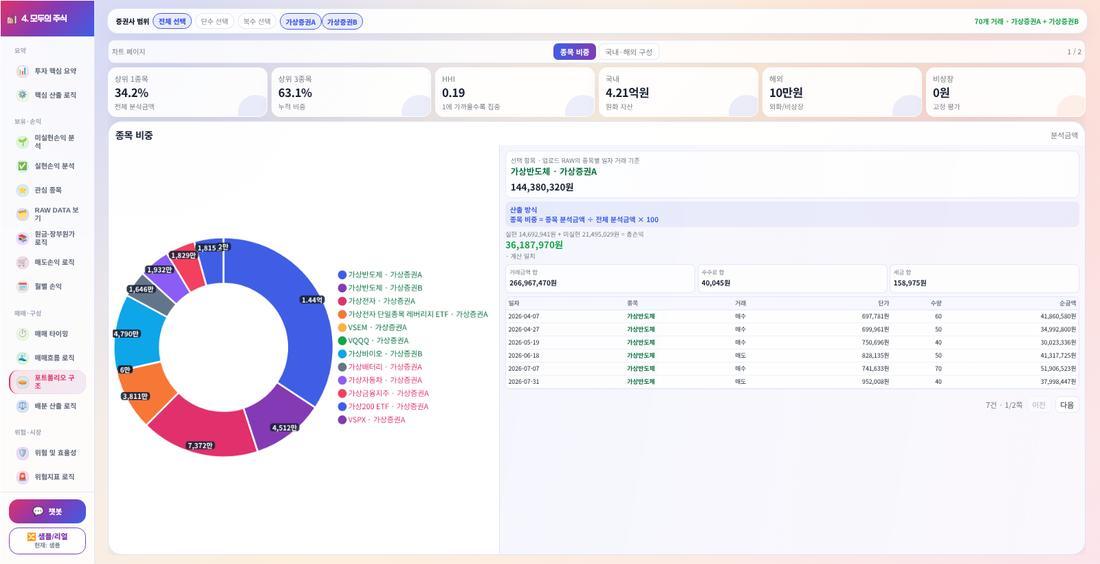 4. 모두의 주식
요약
투자 핵심 요약
핵심 산출 로직
보유·손익
미실현손익 분석
실현손익 분석
관심 종목
RAW DATA 보기
원금·장부원가 로직
매도손익 로직
월별 손익
매매·구성
매매 타이밍
매매흐름 로직
포트폴리오 구조
배분 산출 로직
위험·시장
위험 및 효율성
위험지표 로직
챗봇
샘플/리얼
현재: 샘플
증권사 범위 전체 선택 단수 선택 복수 선택 가상증권A 가상증권B
70개 거래 · 가상증권A + 가상증권B
차트 페이지
종목 비중 국내·해외 구성
1 / 2
상위 1종목
34.2%
전체 분석금액
상위 3종목
63.1%
누적 비중
HHI
0.19
1에 가까울수록 집중
국내
4.21억원
원화 자산
해외
10만원
외화/비상장
비상장
0원
고정 평가
종목 비중
분석금액
1.44억
4,512만
7,372만
3,811만
6만
4,790만
1,646만
1,932만
1,829만
1,815
2만
가상반도체 · 가상증권A
가상반도체 · 가상증권B
가상전자 · 가상증권A
가상전자 단일종목 레버리지 ETF · 가상증권A
VSEM · 가상증권A
VQQQ · 가상증권A
가상바이오 · 가상증권B
가상배터리 · 가상증권A
가상자동차 · 가상증권A
가상금융지주 · 가상증권A
가상200 ETF · 가상증권A
VSPX · 가상증권A
선택 항목 · 업로드 RAW의 종목별 일자 거래 기준
가상반도체 · 가상증권A
144,380,320원
산출 방식
종목 비중 = 종목 분석금액 ÷ 전체 분석금액 × 100
실현 14,692,941원 + 미실현 21,495,029원 = 총손익
36,187,970원
· 계산 일치
거래금액 합
266,967,470원
수수료 합
40,045원
세금 합
158,975원
일자 종목 거래 단가 수량 순금액
2026-04-07 가상반도체 매수 697,781원 60 41,860,580원
2026-04-27 가상반도체 매수 699,961원 50 34,992,800원
2026-05-19 가상반도체 매수 750,696원 40 30,023,336원
2026-06-18 가상반도체 매도 828,135원 50 41,317,725원
2026-07-07 가상반도체 매수 741,633원 70 51,906,523원
2026-07-31 가상반도체 매도 952,008원 40 37,998,447원
7건 · 1/2쪽 이전 다음